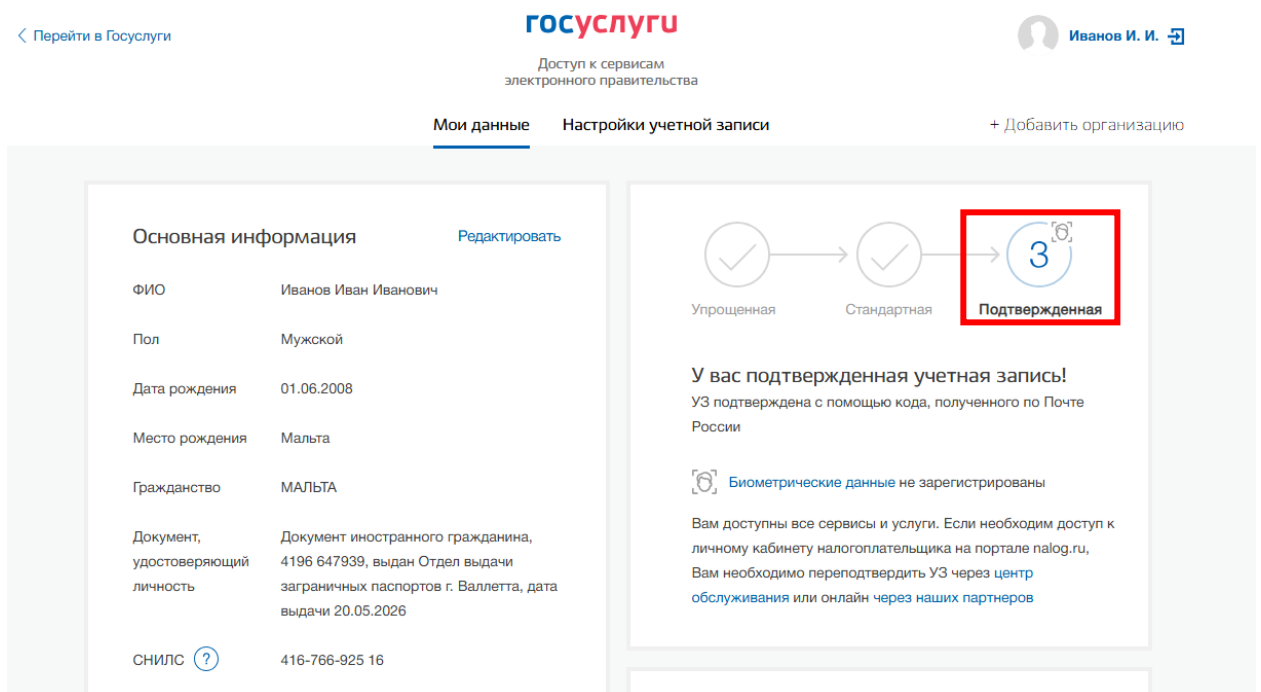 Перейти в Госуслуги
госуслуги
Доступ к сервисам
электронного правительства
Иванов И. И.
Мои данные
Настройки учетной записи
+ Добавить организацию
Основная информация
Редактировать
ФИО
Иванов Иван Иванович
Пол
Мужской
Дата рождения
01.06.2008
Место рождения
Мальта
Гражданство
МАЛЬТА
Документ,
удостоверяющий
личность
Документ иностранного гражданина,
4196 647939, выдан Отдел выдачи
заграничных паспортов г. Валлетта, дата
выдачи 20.05.2026
СНИЛС ?
416-766-925 16
3
Упрощенная
Стандартная
Подтвержденная
У вас подтвержденная учетная запись!
УЗ подтверждена с помощью кода, полученного по Почте
России
Биометрические данные не зарегистрированы
Вам доступны все сервисы и услуги. Если необходим доступ к
личному кабинету налогоплательщика на портале nalog.ru,
Вам необходимо переподтвердить УЗ через центр
обслуживания или онлайн через наших партнеров